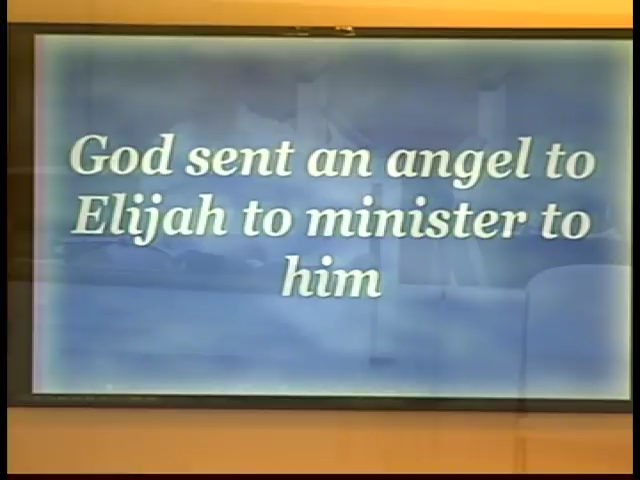 God sent an angel to
Elijah to minister to
him